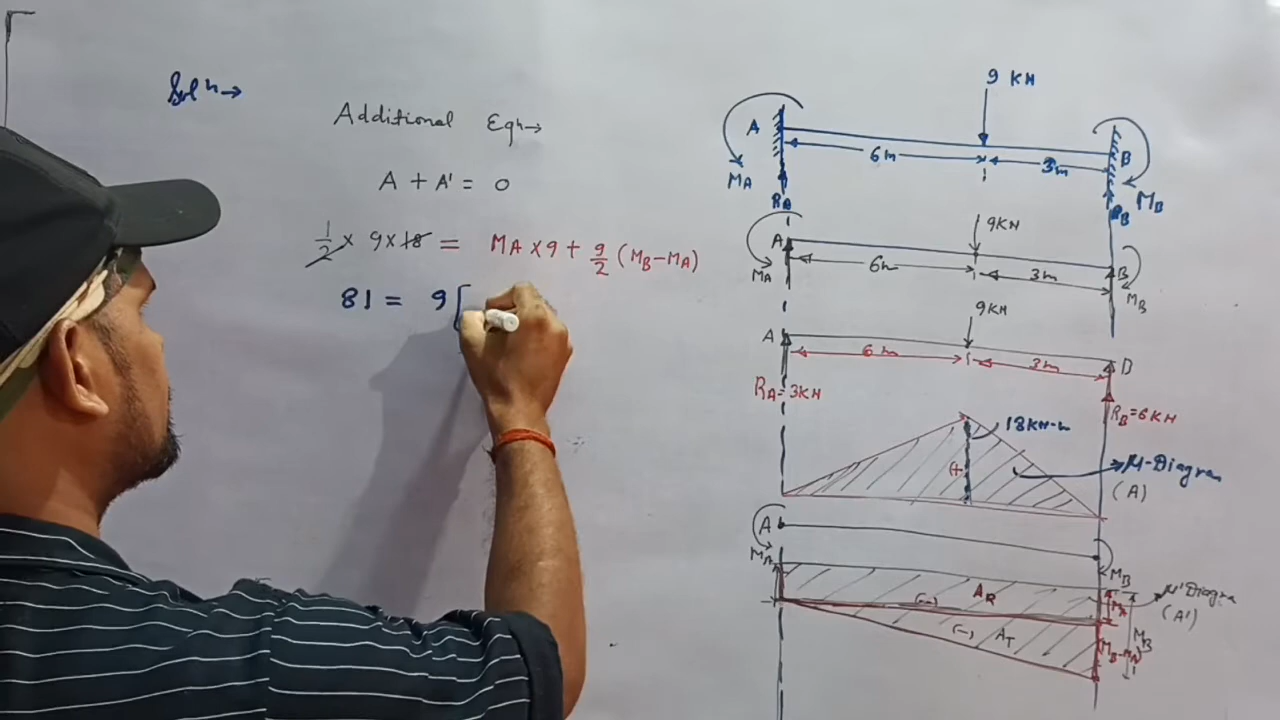 Solⁿ→
Additional Eqⁿ→
A + A' = 0
1/2 × 9 × 18 = MA × 9 + 9/2 (MB - MA)
81 = 9[
9 KN
A
6m
3m
B
MA
RA
RB
MB
9KN
A
6m
3m
B
MA
MB
9KN
A
6m
3m
B
RA = 3KN
RB = 6KN
18KN-m
(+)
M-Diagram
(A)
A
MA
MB
AR
(-)
MA
M'Diagram
(A')
(-) AT
MB
(MB - MA)